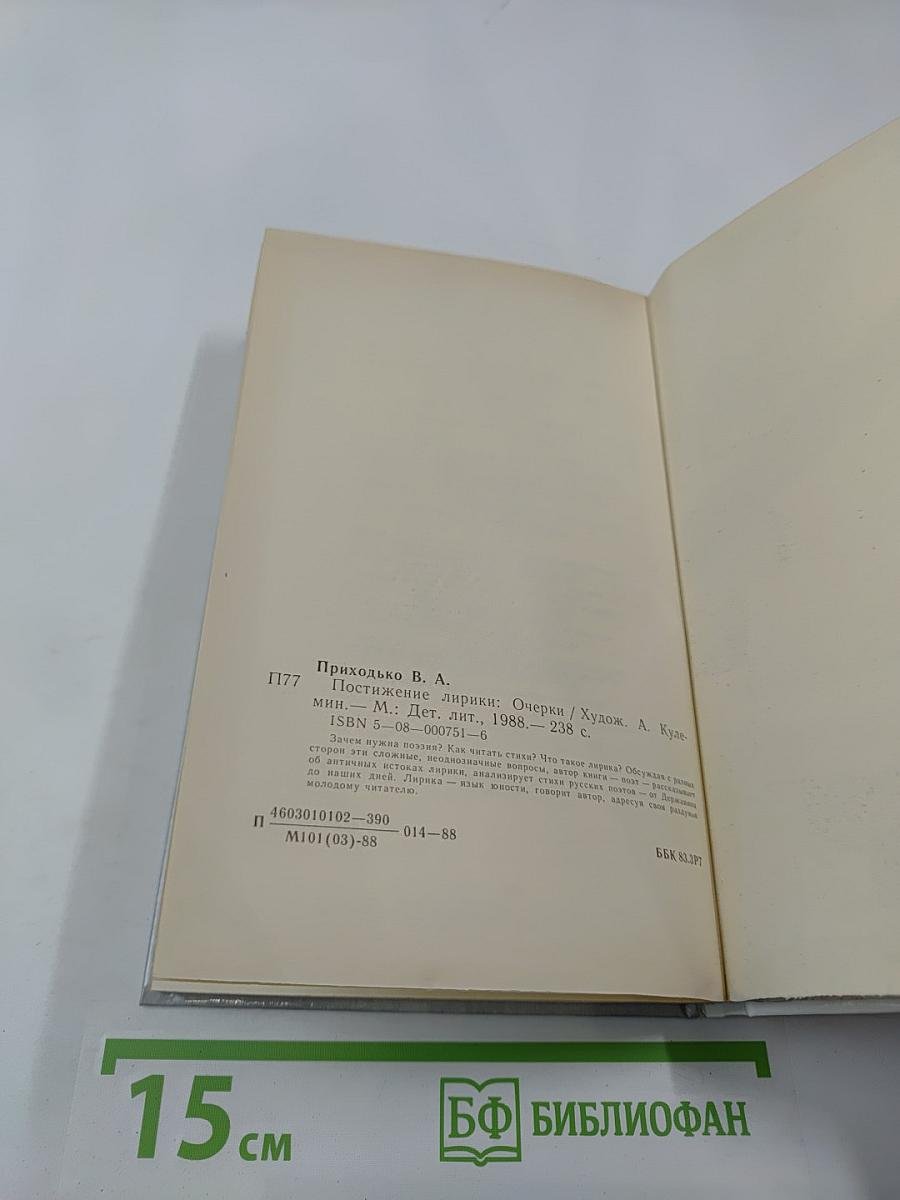 Приходько В. А.
П77 Постижение лирики: Очерки / Худож. А. Куле-
мин.— М.: Дет. лит., 1988.— 238 с.
ISBN 5—08—000751—6
Зачем нужна поэзия? Как читать стихи? Что такое лирика? Обсуждая с разных
сторон эти сложные, неоднозначные вопросы, автор книги — поэт — рассказывает
об античных истоках лирики, анализирует стихи русских поэтов — от Державина
до наших дней. Лирика — язык юности, говорит автор, адресуя свои раздумья
молодому читателю.
П 4603010102—390
М101(03)-88 014—88
ББК 83.3Р7
15 см
БФ БИБЛИОФАН